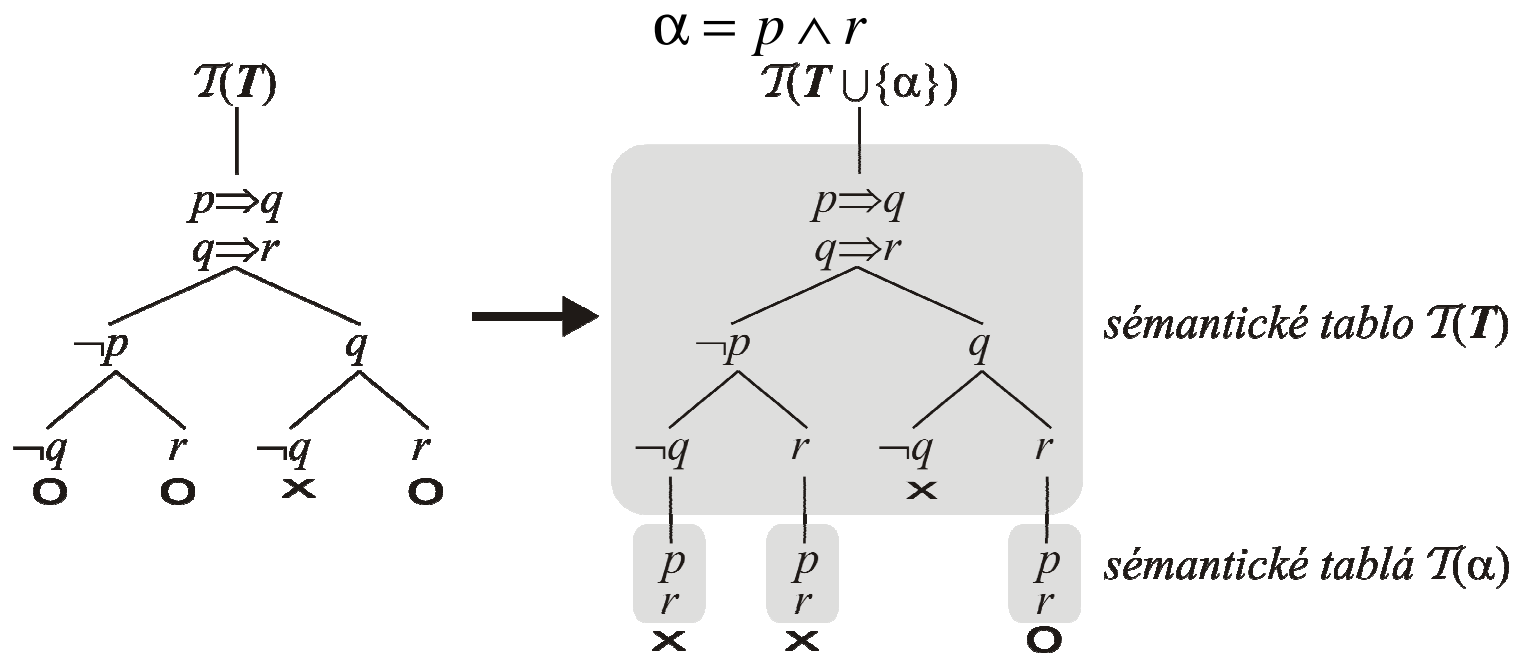 α = p ∧ r
𝒯(T)
𝒯(T ∪{α})
p⇒q
q⇒r
¬p q
¬q r ¬q r
O O × O
p⇒q
q⇒r
¬p q
¬q r ¬q r
×
p p p
r r r
× × O
sémantické tablo 𝒯(T)
sémantické tablá 𝒯(α)